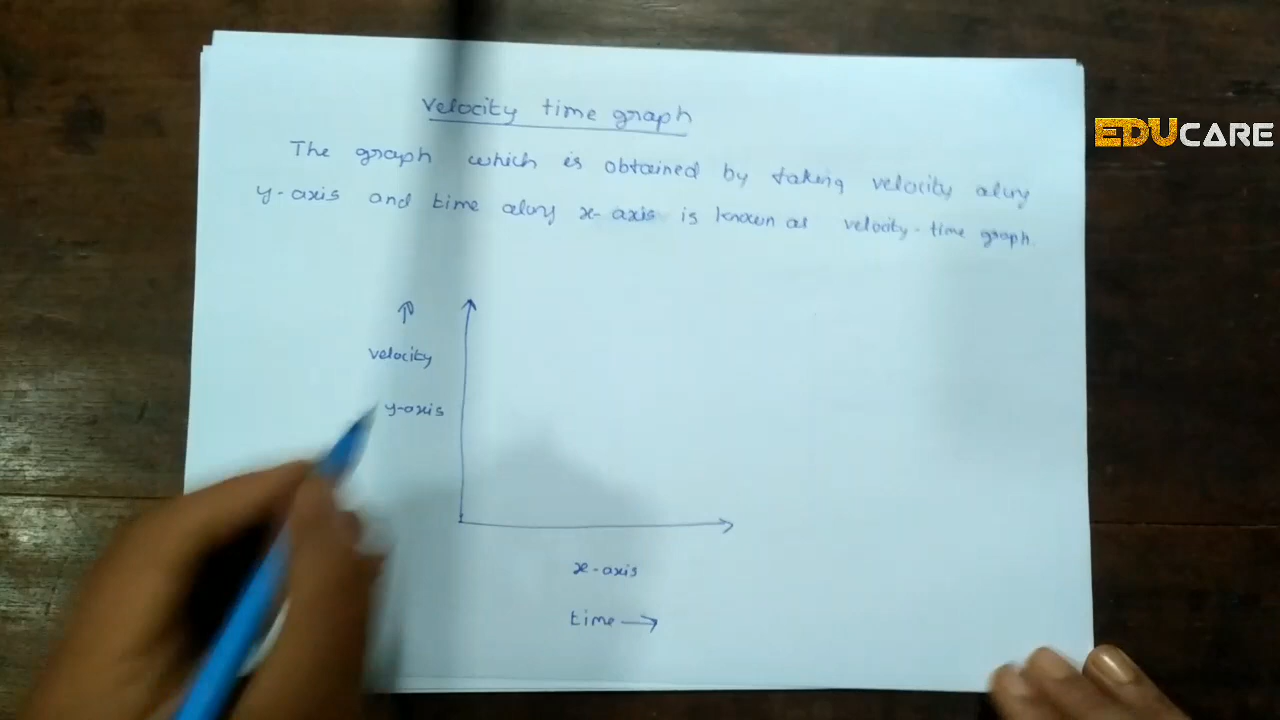 Velocity time graph
EDUCARE
The graph which is obtained by taking velocity along
y-axis and time along x-axis is known as velocity-time graph
↑
velocity
y-axis
x-axis
time →